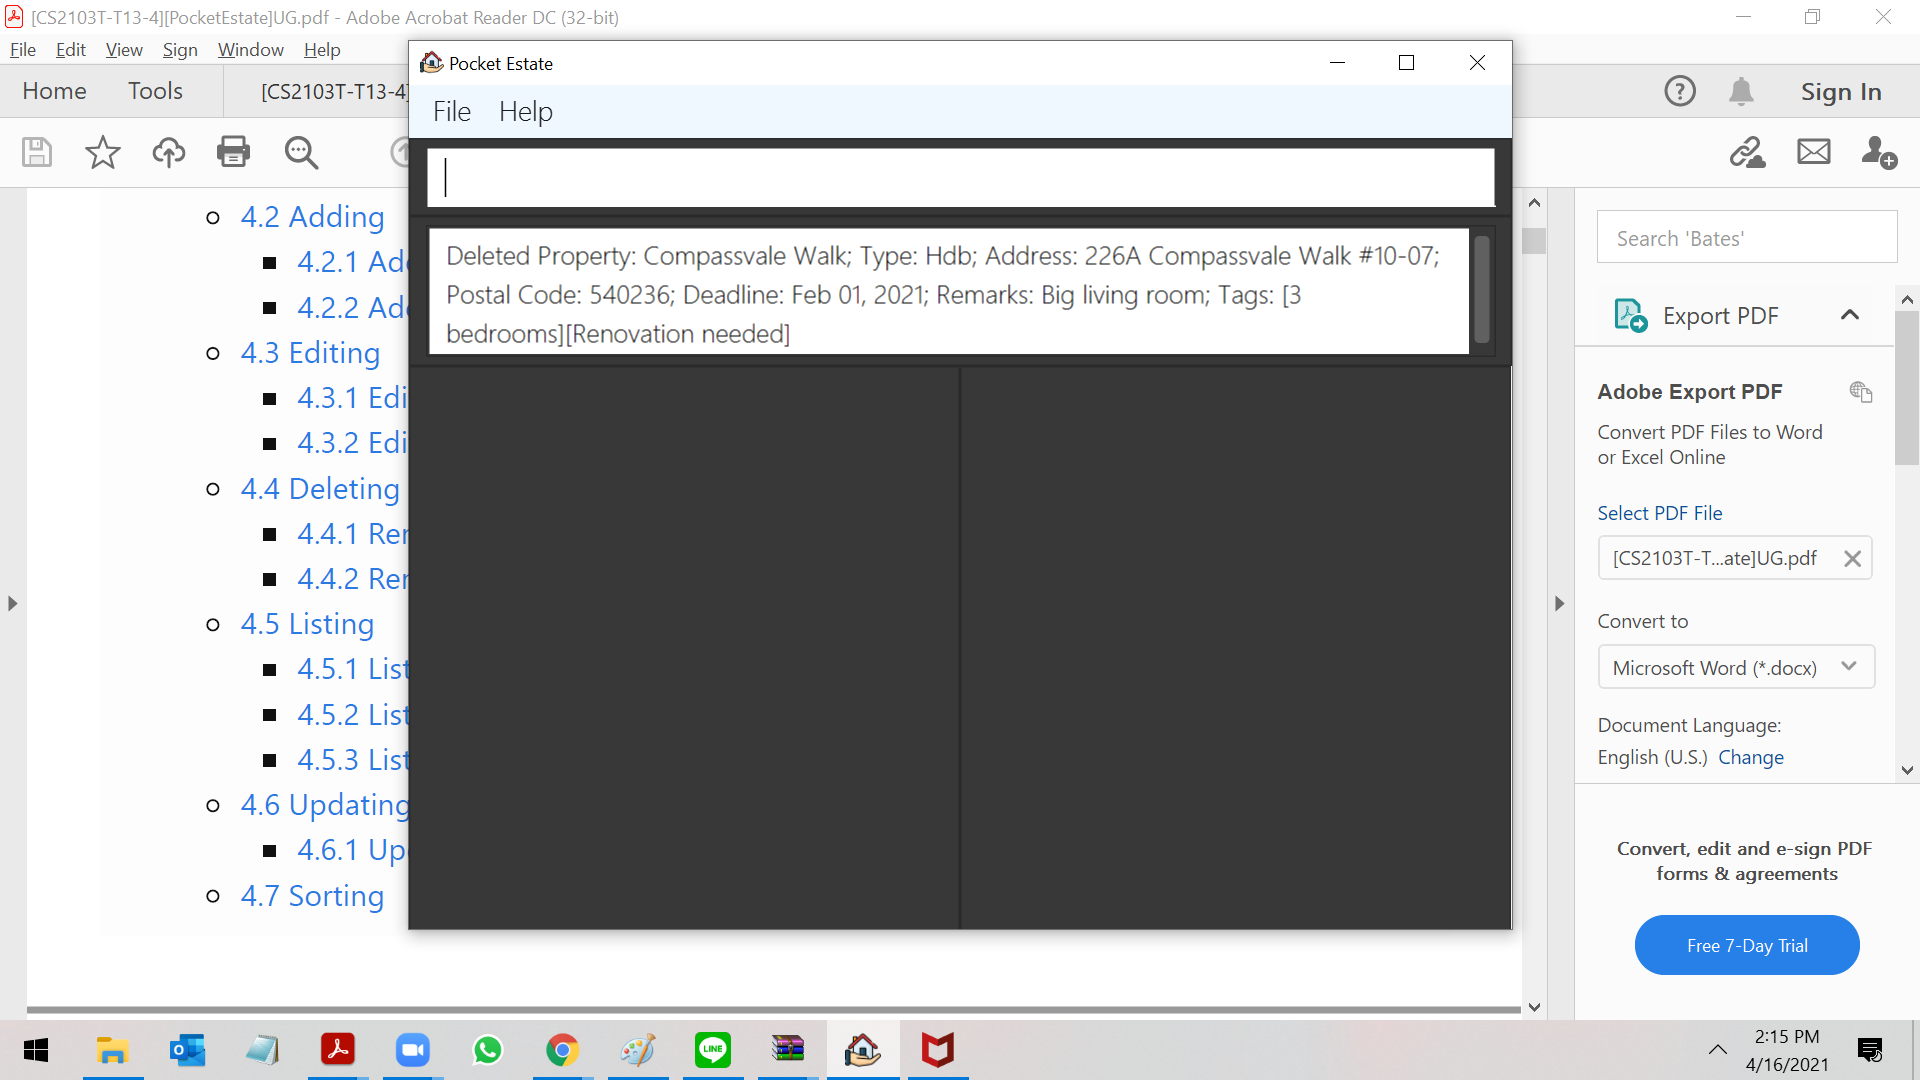 [CS2103T-T13-4][PocketEstate]UG.pdf - Adobe Acrobat Reader DC (32-bit)
File Edit View Sign Window Help
Home Tools [CS2103T-T13-4]
Sign In
Pocket Estate
File Help
Deleted Property: Compassvale Walk; Type: Hdb; Address: 226A Compassvale Walk #10-07;
Postal Code: 540236; Deadline: Feb 01, 2021; Remarks: Big living room; Tags: [3
bedrooms][Renovation needed]
4.2 Adding
4.2.1
4.2.2
4.3 Editing
4.3.1
4.3.2
4.4 Deleting
4.4.1
4.4.2
4.5 Listing
4.5.1 List
4.5.2 List
4.5.3 List
4.6 Updating
4.6.1
4.7 Sorting
Search 'Bates'
Export PDF
Adobe Export PDF
Convert PDF Files to Word
or Excel Online
Select PDF File
[CS2103T-T...ate]UG.pdf
Convert to
Microsoft Word (*.docx)
Document Language:
English (U.S.) Change
Convert, edit and e-sign PDF
forms & agreements
Free 7-Day Trial
LINE
2:15 PM
4/16/2021